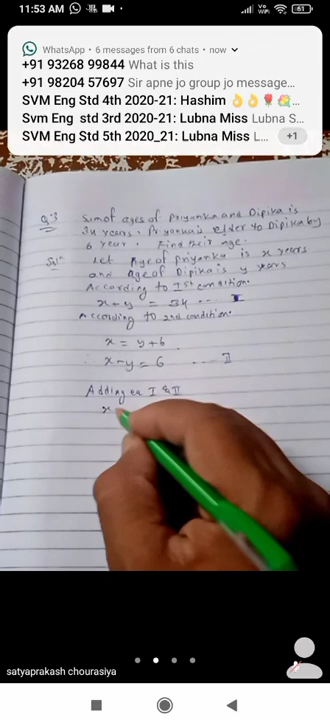 11:53 AM
61
WhatsApp • 6 messages from 6 chats • now
+91 93268 99844 What is this
+91 98204 57697 Sir apne jo group jo message...
SVM Eng Std 4th 2020-21: Hashim 👌👌🌹💐...
Svm Eng std 3rd 2020-21: Lubna Miss Lubna S...
SVM Eng Std 5th 2020_21: Lubna Miss L...
+1
Q.3 Sum of ages of Priyanka and Dipika is
34 years. Priyanka is elder to Dipika by
6 year. Find their age.
Solⁿ Let Age of Priyanka is x years
and Age of Dipika is y years
According to Ist condition.
x+y = 34 ... I
According to 2nd condition.
x = y+6
x-y = 6 .... II
Adding eq I & II
x
satyaprakash chourasiya